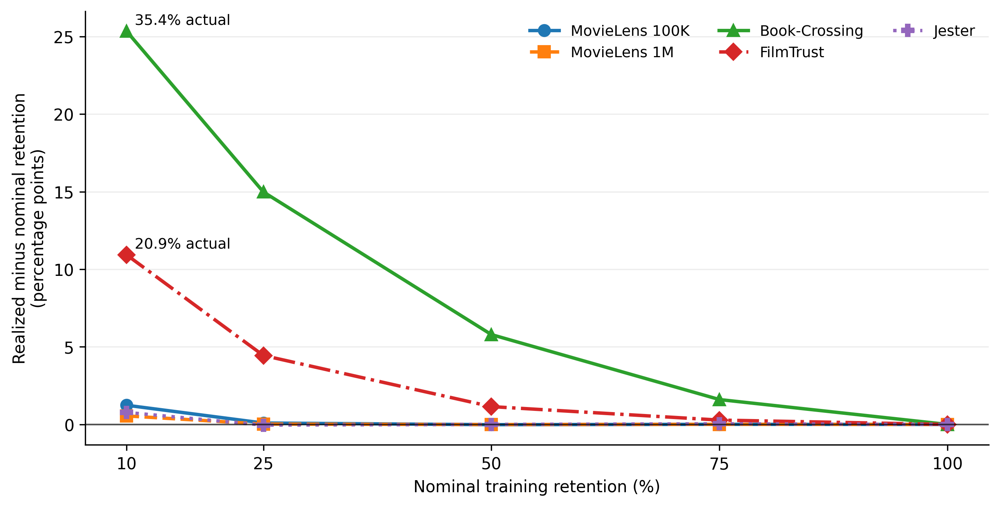 35.4% actual
20.9% actual
MovieLens 100K
MovieLens 1M
Book-Crossing
FilmTrust
Jester
25
20
15
10
5
0
Realized minus nominal retention
(percentage points)
10
25
50
75
100
Nominal training retention (%)